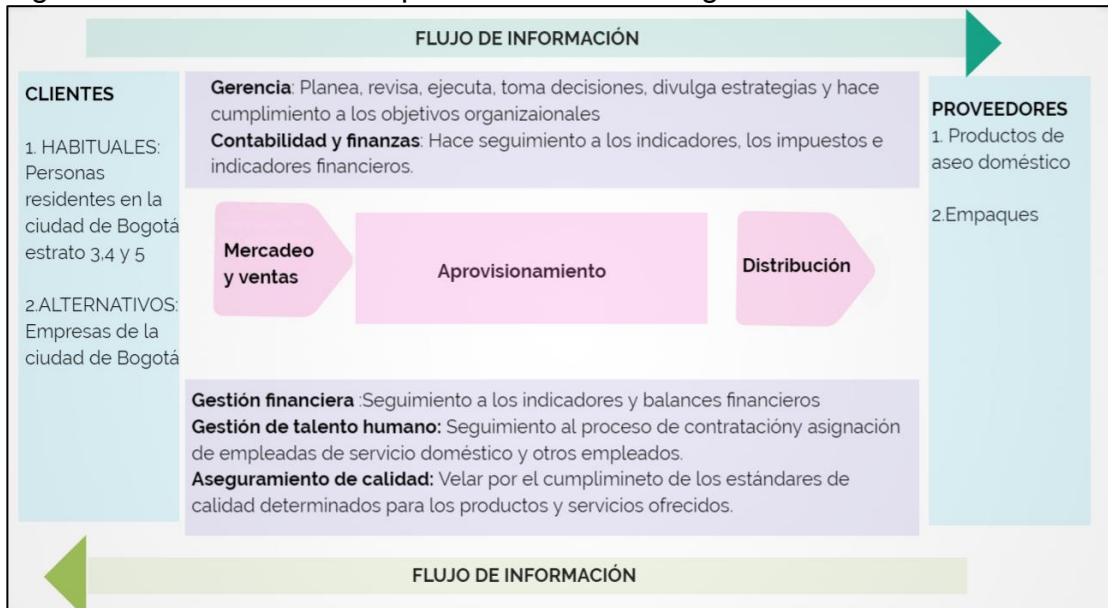 FLUJO DE INFORMACIÓN
CLIENTES
1. HABITUALES:
Personas
residentes en la
ciudad de Bogotá
estrato 3,4 y 5
2.ALTERNATIVOS:
Empresas de la
ciudad de Bogotá
Gerencia: Planea, revisa, ejecuta, toma decisiones, divulga estrategias y hace
cumplimiento a los objetivos organizaionales
Contabilidad y finanzas: Hace seguimiento a los indicadores, los impuestos e
indicadores financieros.
Mercadeo
y ventas
Aprovisionamiento
Distribución
Gestión financiera :Seguimiento a los indicadores y balances financieros
Gestión de talento humano: Seguimiento al proceso de contratacióny asignación
de empleadas de servicio doméstico y otros empleados.
Aseguramiento de calidad: Velar por el cumplimineto de los estándares de
calidad determinados para los productos y servicios ofrecidos.
PROVEEDORES
1. Productos de
aseo doméstico
2.Empaques
FLUJO DE INFORMACIÓN